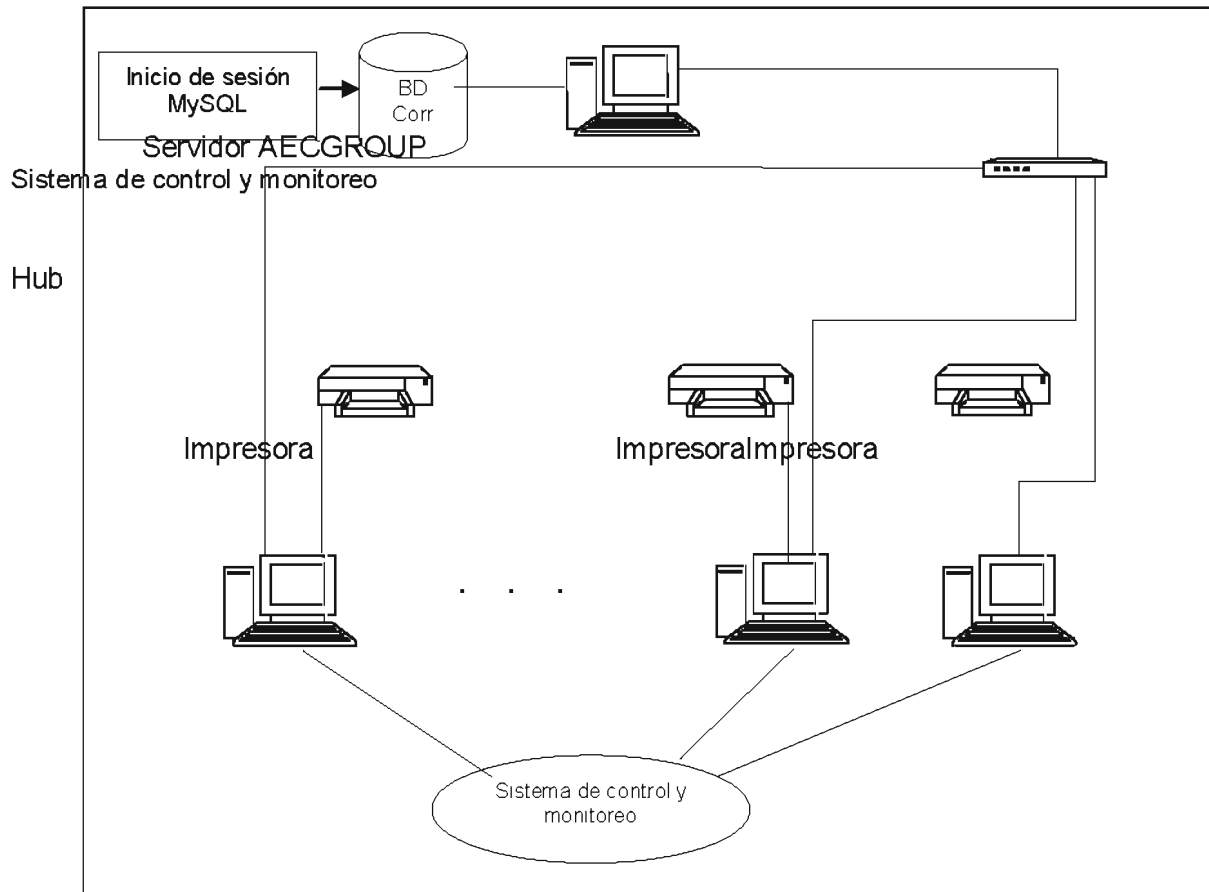 Inicio de sesión
MySQL
BD
Corr
Servidor AECGROUP
Sistema de control y monitoreo
Hub
Impresora
ImpresoraImpresora
. . .
Sistema de control y
monitoreo